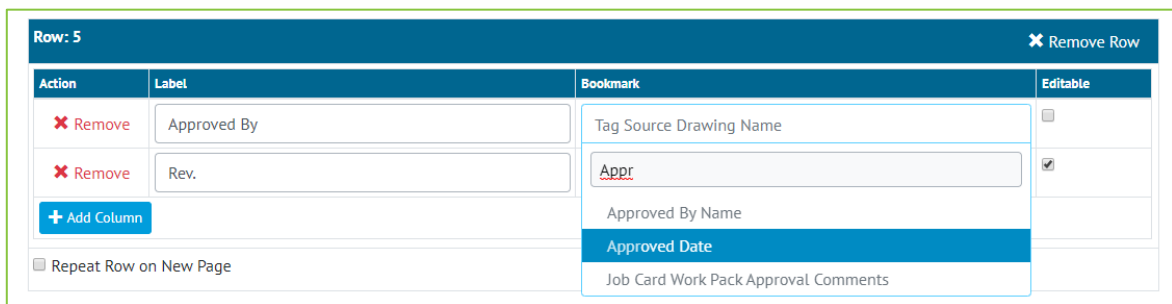 Row: 5 ✖ Remove Row
Action Label Bookmark Editable
✖ Remove Approved By Tag Source Drawing Name
✖ Remove Rev. Appr
+ Add Column Approved By Name
Approved Date
Repeat Row on New Page
Job Card Work Pack Approval Comments